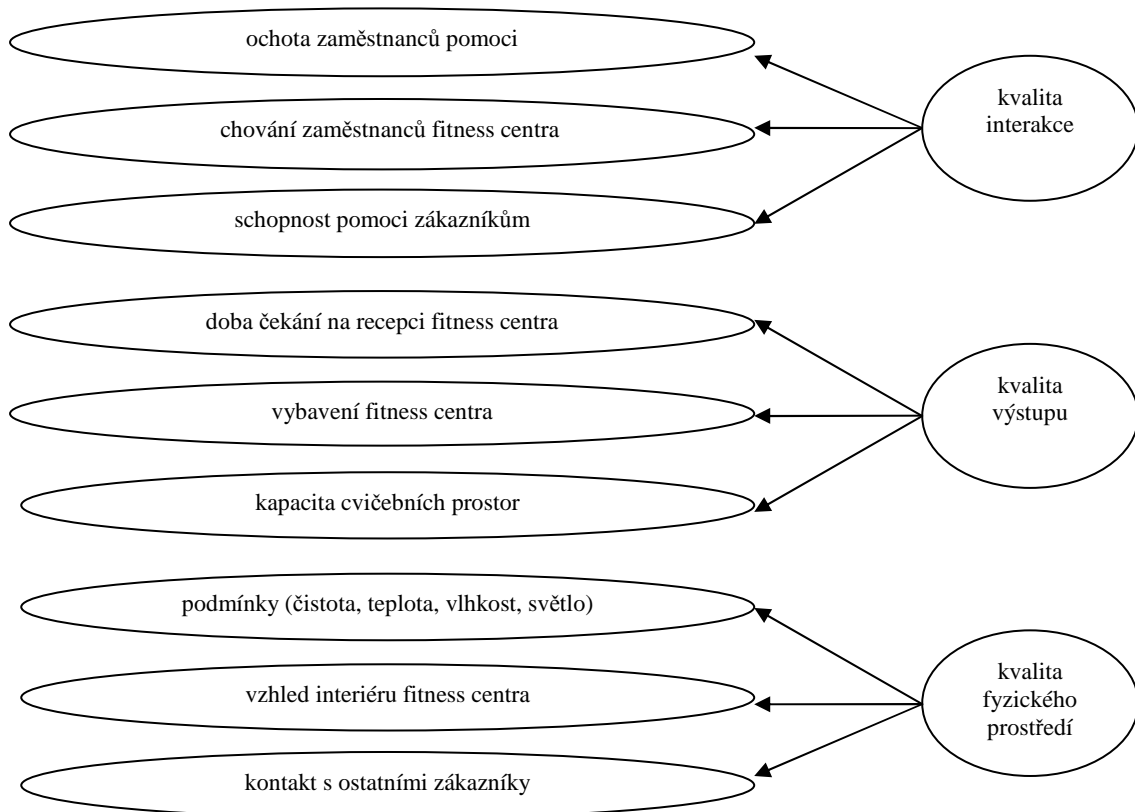 ochota zaměstnanců pomoci
kvalita
interakce
chování zaměstnanců fitness centra
schopnost pomoci zákazníkům
doba čekání na recepci fitness centra
kvalita
výstupu
vybavení fitness centra
kapacita cvičebních prostor
podmínky (čistota, teplota, vlhkost, světlo)
kvalita
fyzického
prostředí
vzhled interiéru fitness centra
kontakt s ostatními zákazníky